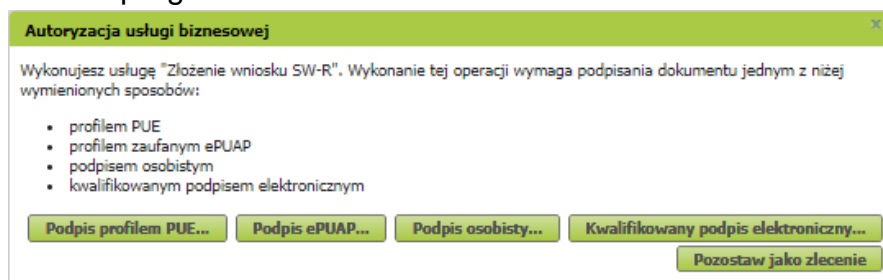 Autoryzacja usługi biznesowej
Wykonujesz usługę "Złożenie wniosku SW-R". Wykonanie tej operacji wymaga podpisania dokumentu jednym z niżej
wymienionych sposobów:
• profilem PUE
• profilem zaufanym ePUAP
• podpisem osobistym
• kwalifikowanym podpisem elektronicznym
Podpis profilem PUE... Podpis ePUAP... Podpis osobisty... Kwalifikowany podpis elektroniczny...
Pozostaw jako zlecenie